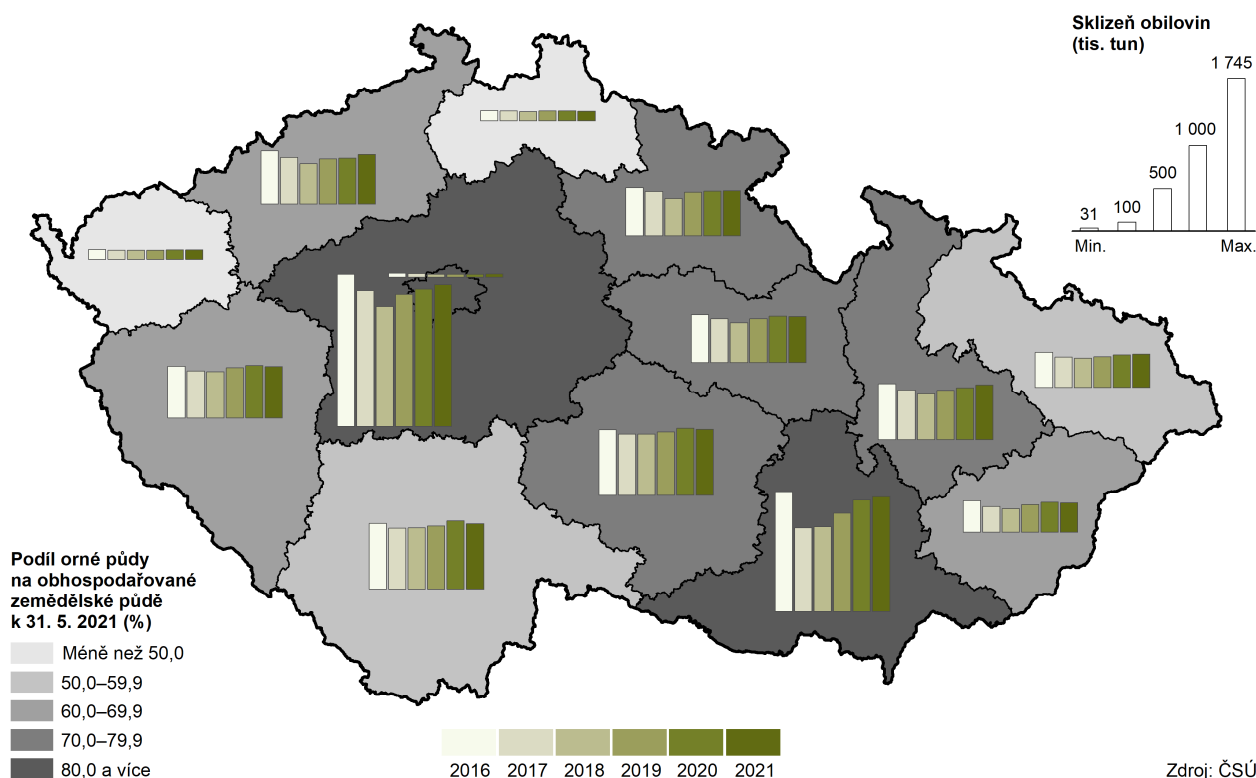 Sklizeň obilovin
(tis. tun)
1 745
1 000
500
100
31
Min.
Max.
Podíl orné půdy
na obhospodařované
zemědělské půdě
k 31. 5. 2021 (%)
Méně než 50,0
50,0–59,9
60,0–69,9
70,0–79,9
80,0 a více
2016 2017 2018 2019 2020 2021
Zdroj: ČSÚ